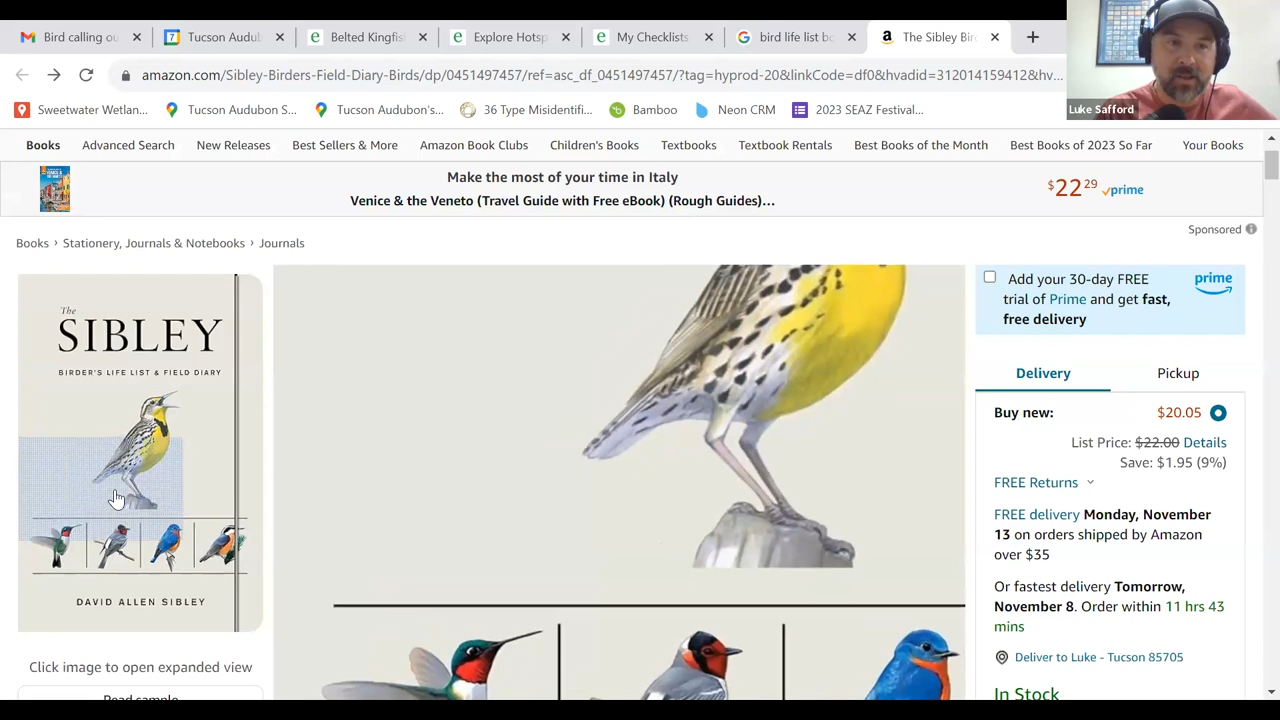 Bird calling ou
7
Tucson Audub
Belted Kingfis
Explore Hotsp
My Checklists
bird life list bo
The Sibley Bir
amazon.com/Sibley-Birders-Field-Diary-Birds/dp/0451497457/ref=asc_df_0451497457/?tag=hyprod-20&linkCode=df0&hvadid=312014159412&hv...
Luke Safford
Sweetwater Wetlan...
Tucson Audubon S...
Tucson Audubon's...
36 Type Misidentifi...
Bamboo
Neon CRM
2023 SEAZ Festival...
Books
Advanced Search
New Releases
Best Sellers & More
Amazon Book Clubs
Children's Books
Textbooks
Textbook Rentals
Best Books of the Month
Best Books of 2023 So Far
Your Books
Make the most of your time in Italy
Venice & the Veneto (Travel Guide with Free eBook) (Rough Guides)...
$22 29 prime
Sponsored
Books › Stationery, Journals & Notebooks › Journals
The
SIBLEY
BIRDER'S LIFE LIST & FIELD DIARY
DAVID ALLEN SIBLEY
Click image to open expanded view
Read sample
Add your 30-day FREE
trial of Prime and get fast,
free delivery
prime
Delivery
Pickup
Buy new: $20.05
List Price: $22.00 Details
Save: $1.95 (9%)
FREE Returns
FREE delivery Monday, November
13 on orders shipped by Amazon
over $35
Or fastest delivery Tomorrow,
November 8. Order within 11 hrs 43
mins
Deliver to Luke - Tucson 85705
In Stock